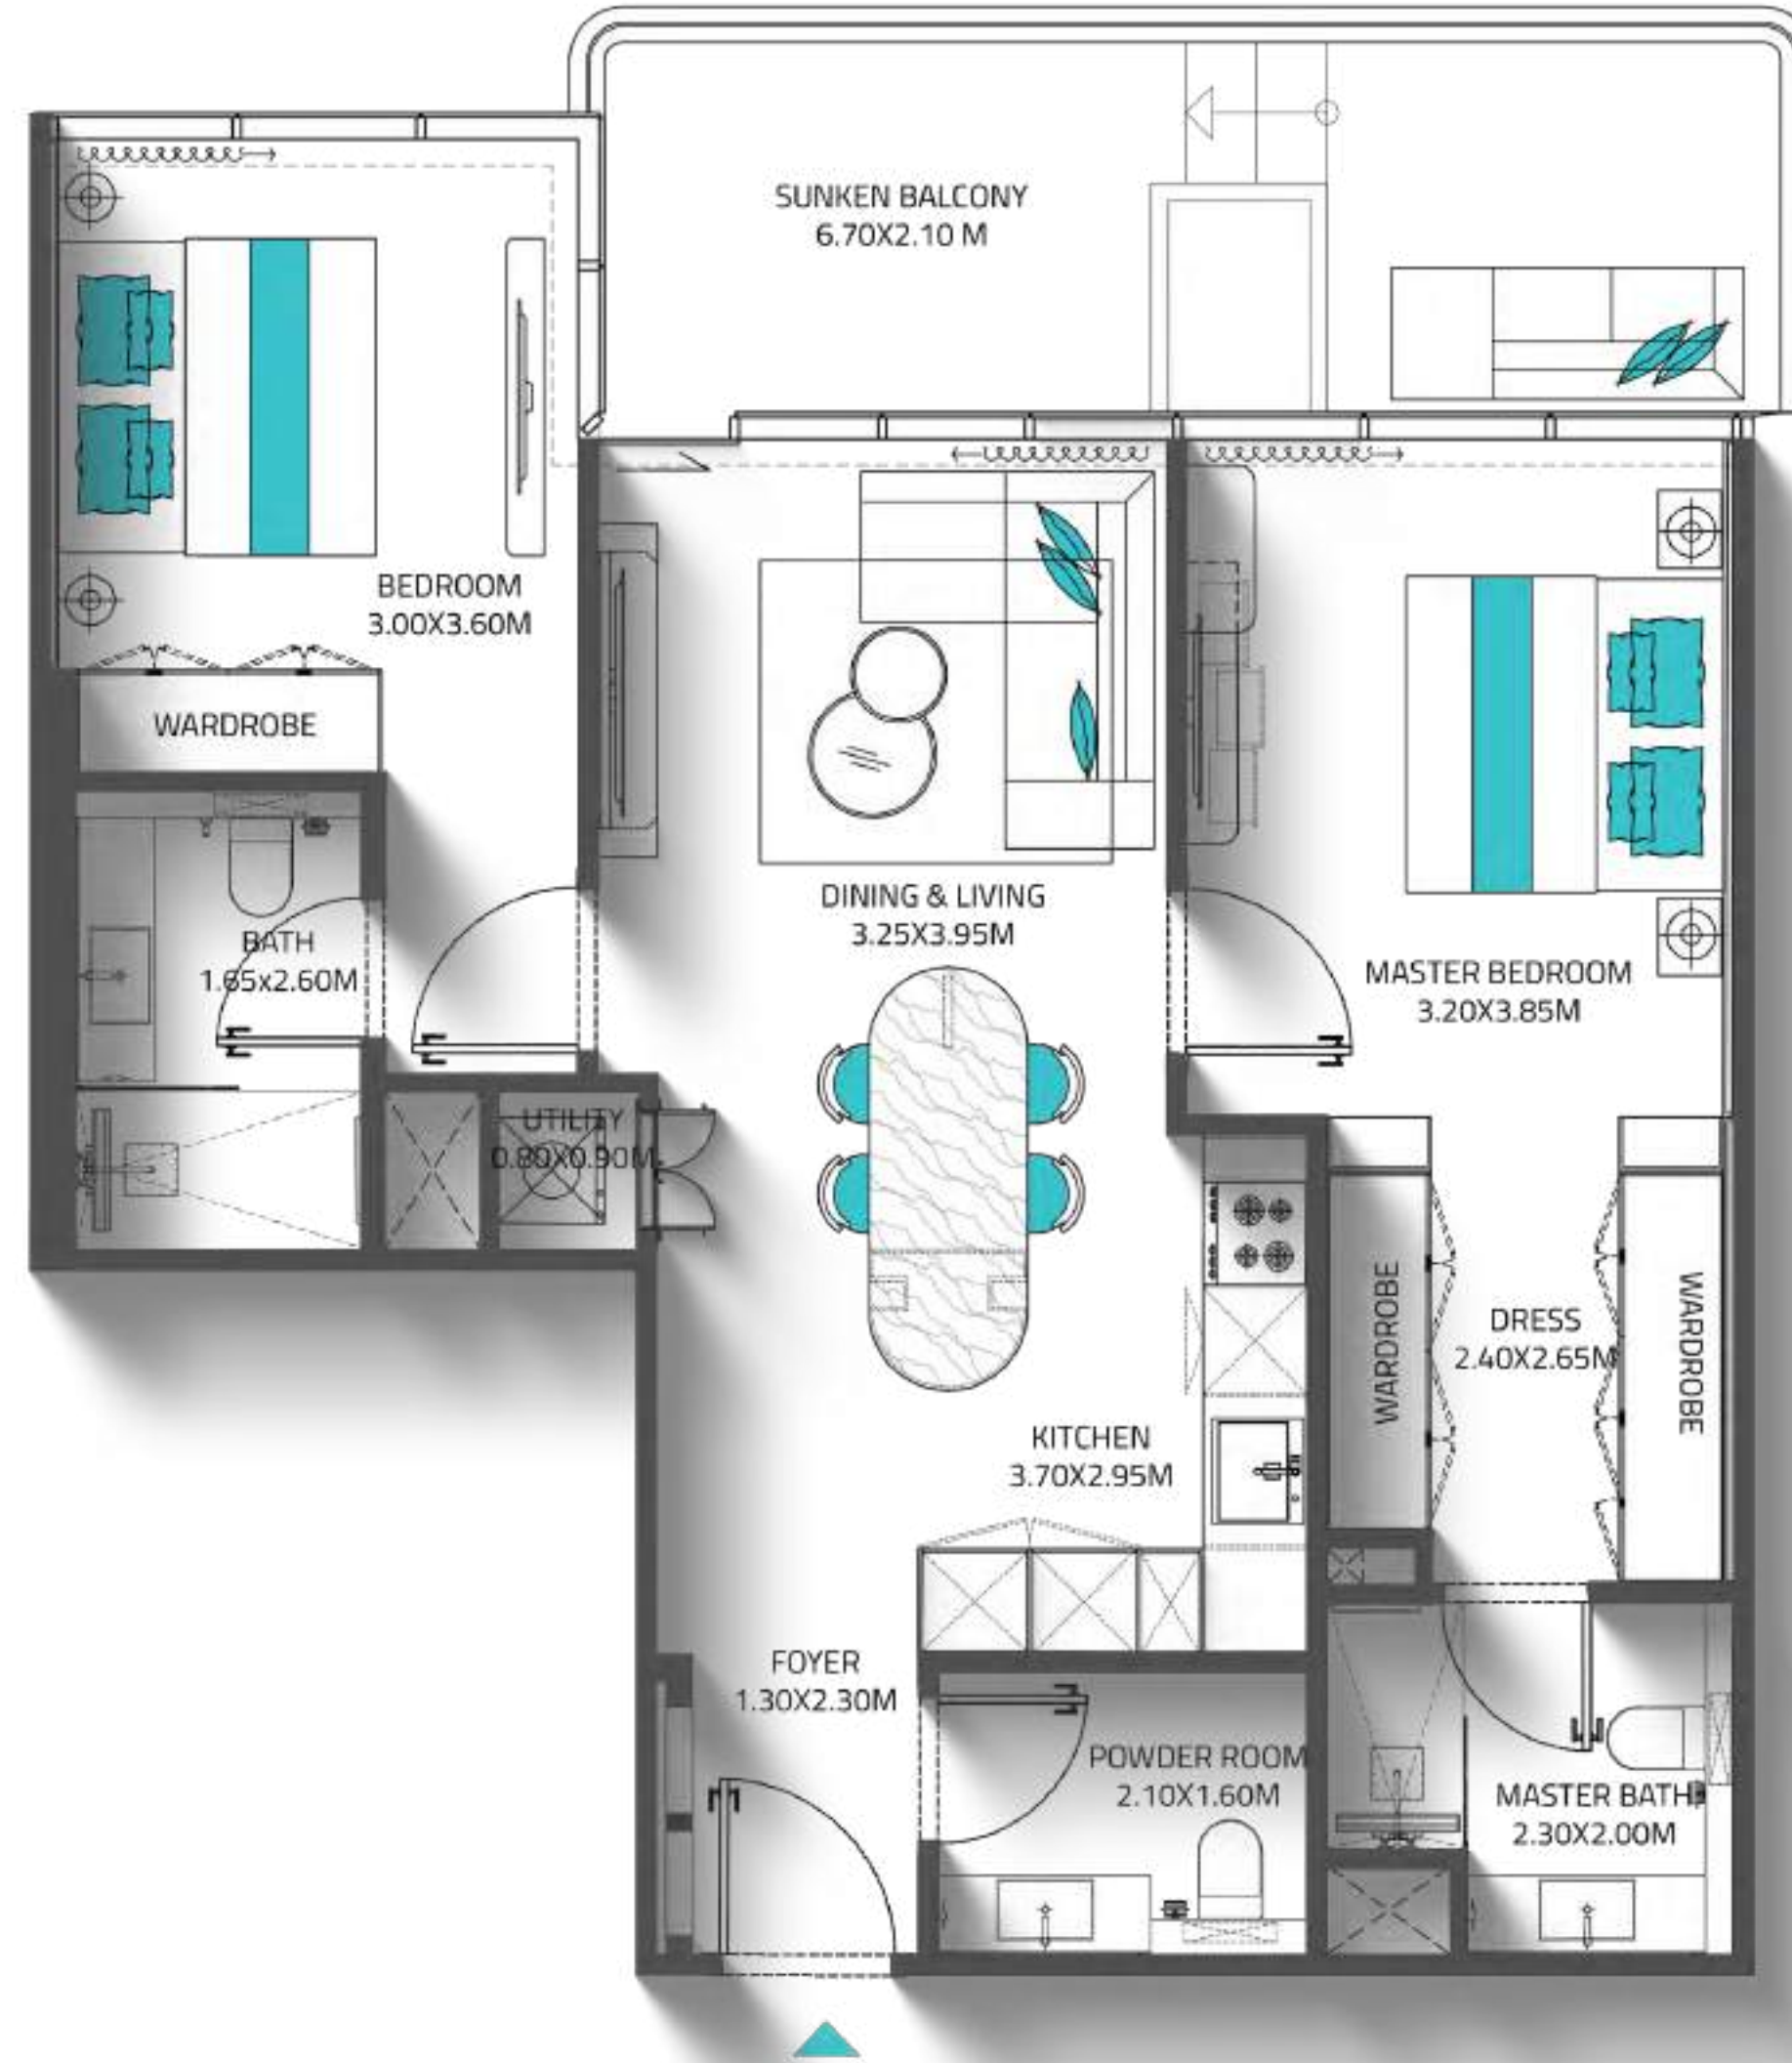 SUNKEN BALCONY
6.70X2.10 M
BEDROOM
3.00X3.60M
WARDROBE
DINING & LIVING
3.25X3.95M
BATH
1.65x2.60M
MASTER BEDROOM
3.20X3.85M
UTILITY
0.80X0.90M
WARDROBE
DRESS
2.40X2.65M
WARDROBE
KITCHEN
3.70X2.95M
FOYER
1.30X2.30M
POWDER ROOM
2.10X1.60M
MASTER BATH
2.30X2.00M